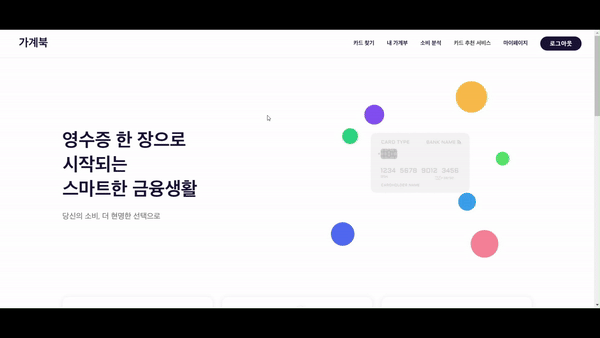 가계북
카드 찾기 내 가계부 소비 분석 카드 추천 서비스 마이페이지 로그아웃
영수증 한 장으로
시작되는
스마트한 금융생활
당신의 소비, 더 현명한 선택으로
CARD TYPE BANK NAME
1234 5678 9012 3456